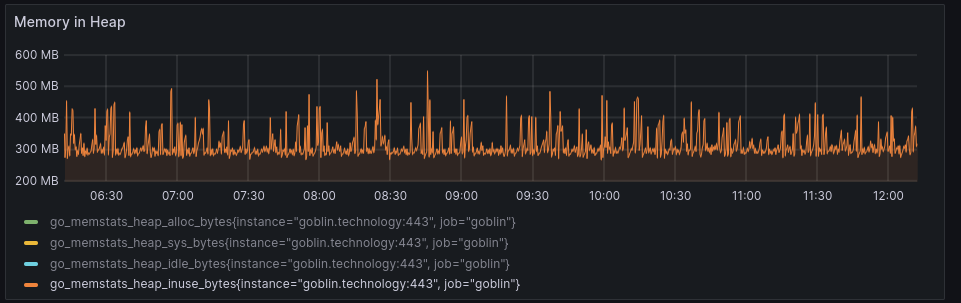 Memory in Heap
600 MB
500 MB
400 MB
300 MB
200 MB
06:30 07:00 07:30 08:00 08:30 09:00 09:30 10:00 10:30 11:00 11:30 12:00
go_memstats_heap_alloc_bytes{instance="goblin.technology:443", job="goblin"}
go_memstats_heap_sys_bytes{instance="goblin.technology:443", job="goblin"}
go_memstats_heap_idle_bytes{instance="goblin.technology:443", job="goblin"}
go_memstats_heap_inuse_bytes{instance="goblin.technology:443", job="goblin"}